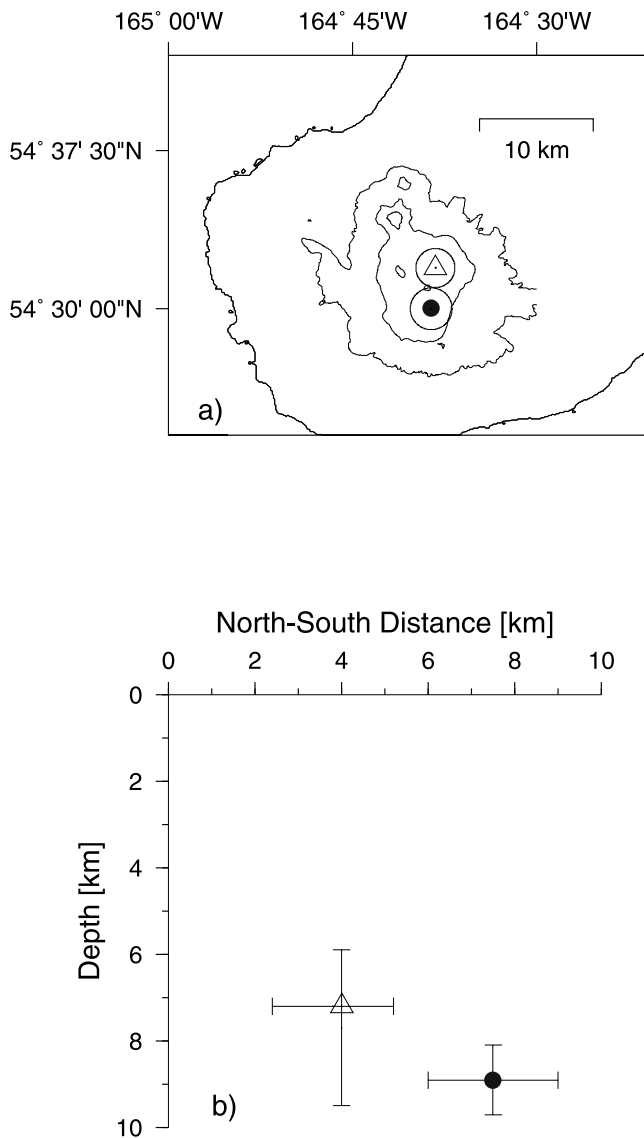 165° 00'W 164° 45'W 164° 30'W
54° 37' 30"N
10 km
54° 30' 00"N
a)
North-South Distance [km]
0 2 4 6 8 10
0
2
4
6
8
10
Depth [km]
b)